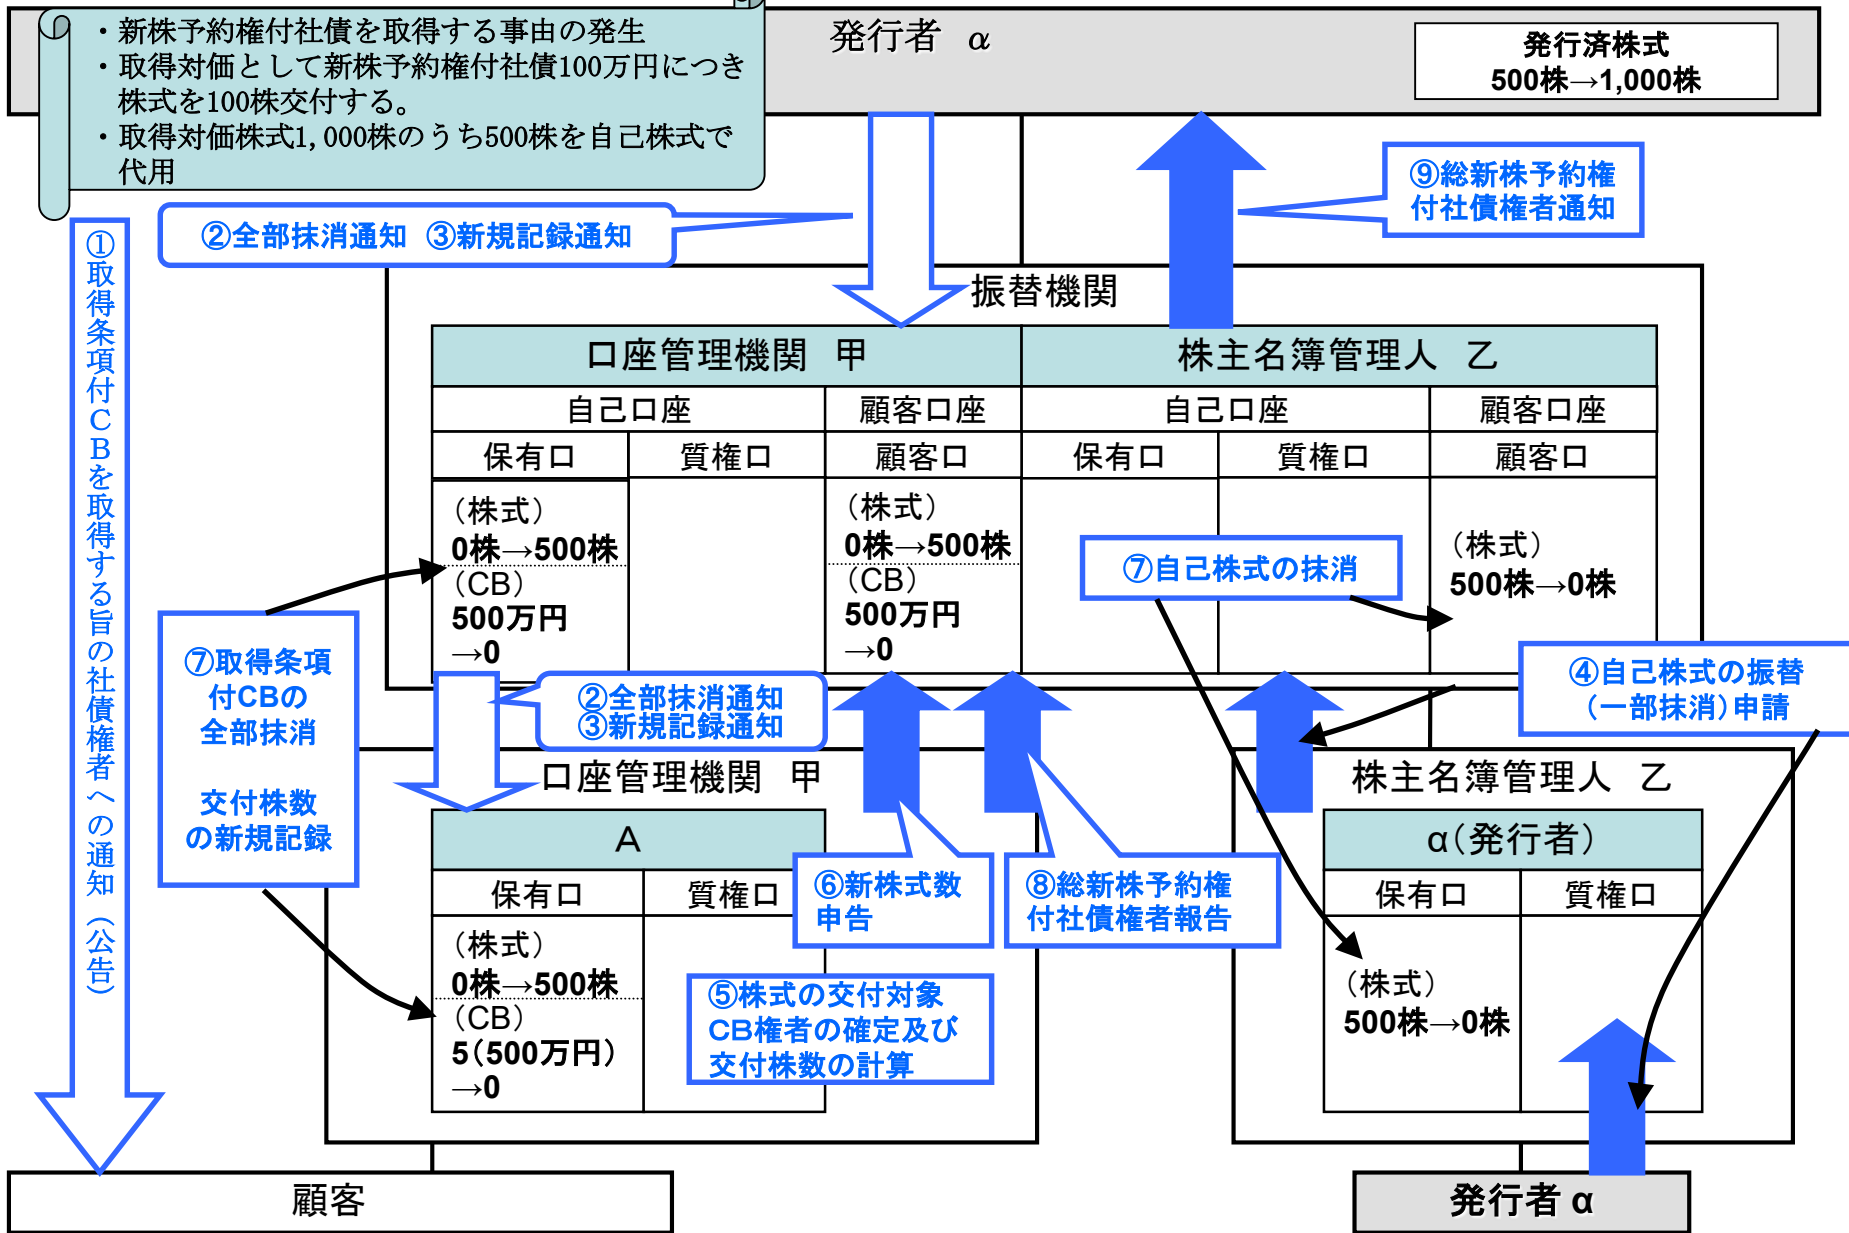 ・新株予約権付社債を取得する事由の発生
・取得対価として新株予約権付社債100万円につき
株式を100株交付する。
・取得対価株式1,000株のうち500株を自己株式で
代用
発行者 α
発行済株式
500株→1,000株
①取得条項付CBを取得する旨の社債権者への通知（公告）
②全部抹消通知 ③新規記録通知
⑨総新株予約権
付社債権者通知
振替機関
口座管理機関 甲
株主名簿管理人 乙
自己口座
顧客口座
自己口座
顧客口座
保有口
質権口
顧客口
保有口
質権口
顧客口
（株式）
0株→500株
（CB）
500万円
→0
（株式）
0株→500株
（CB）
500万円
→0
⑦自己株式の抹消
（株式）
500株→0株
⑦取得条項
付CBの
全部抹消
交付株数
の新規記録
②全部抹消通知
③新規記録通知
④自己株式の振替
（一部抹消）申請
口座管理機関 甲
株主名簿管理人 乙
A
保有口
質権口
（株式）
0株→500株
（CB）
5（500万円）
→0
⑥新株式数
申告
⑧総新株予約権
付社債権者報告
⑤株式の交付対象
CB権者の確定及び
交付株数の計算
α（発行者）
保有口
質権口
（株式）
500株→0株
顧客
発行者 α